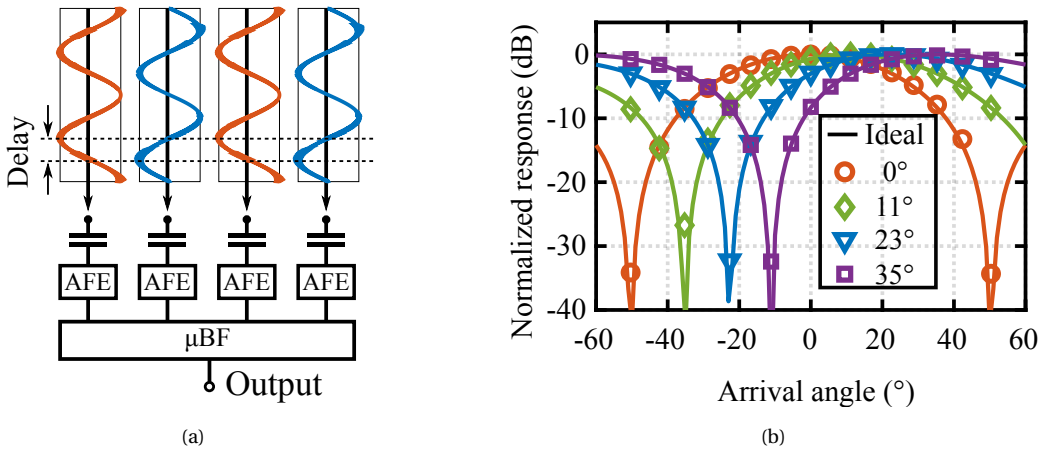 Delay
AFE AFE AFE AFE
μBF
Output
(a)
Normalized response (dB)
0
-10
-20
-30
-40
-60 -40 -20 0 20 40 60
Arrival angle (°)
Ideal
0°
11°
23°
35°
(b)